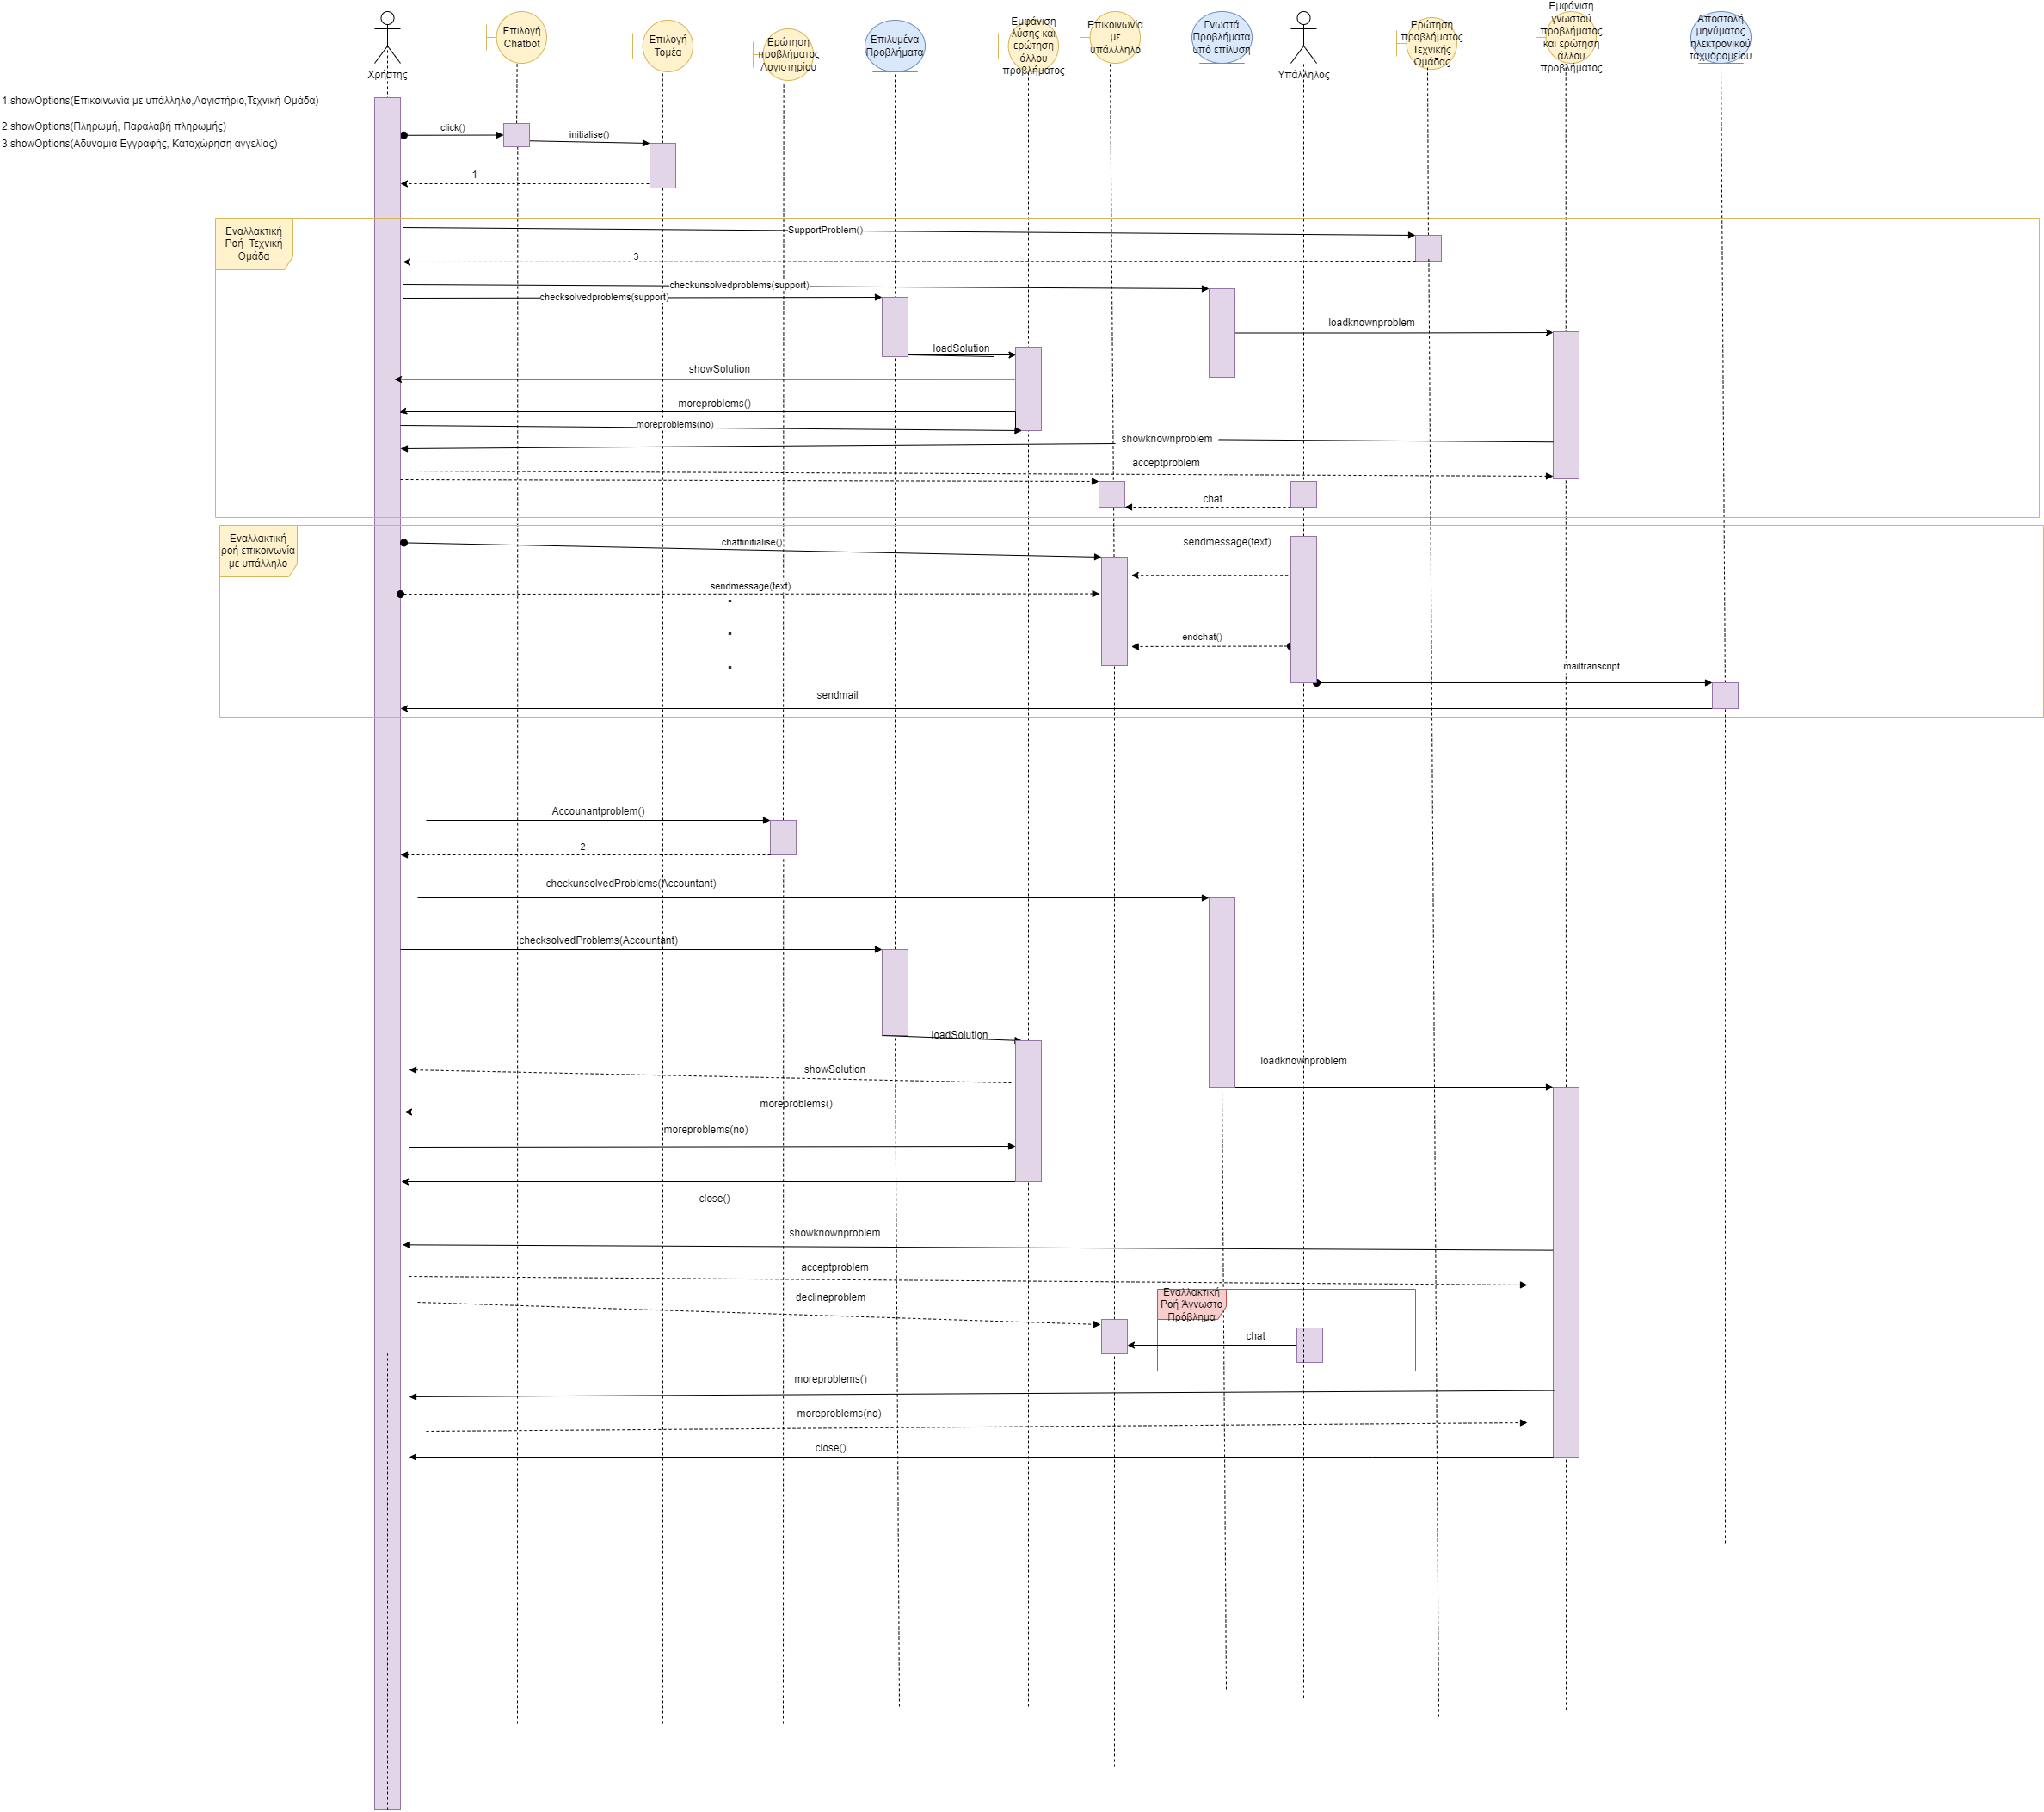 Χρήστης
Επιλογή
Chatbot
Επιλογή
Τομέα
Ερώτηση
προβλήματος
Λογιστηρίου
Επιλυμένα
Προβλήματα
Εμφάνιση
λύσης και
ερώτηση
άλλου
προβλήματος
Επικοινωνία
με
υπάλλληλο
Γνωστά
Προβλήματα
υπό επίλυση
Υπάλληλος
Ερώτηση
προβλήματος
Τεχνικής
Ομάδας
Εμφάνιση
γνωστού
προβλήματος
και ερώτηση
άλλου
προβλήματος
Αποστολή
μηνύματος
ηλεκτρονικού
ταχυδρομείου
1.showOptions(Επικοινωνία με υπάλληλο,Λογιστήριο,Τεχνική Ομάδα)
2.showOptions(Πληρωμή, Παραλαβή πληρωμής)
3.showOptions(Αδυναμια Εγγραφής, Καταχώρηση αγγελίας)
click()
initialise()
1
Εναλλακτική
Ροή Τεχνική
Ομάδα
SupportProblem()
3
checkunsolvedproblems(support)
checksolvedproblems(support)
loadknownproblem
loadSolution
showSolution
moreproblems()
moreproblems(no)
showknownproblem
acceptproblem
chat
Εναλλακτική
ροή επικοινωνία
με υπάλληλο
chattinitialise()
sendmessage(text)
sendmessage(text)
endchat()
mailtranscript
sendmail
Accounantproblem()
2
checkunsolvedProblems(Accountant)
checksolvedProblems(Accountant)
loadSolution
loadknownproblem
showSolution
moreproblems()
moreproblems(no)
close()
showknownproblem
acceptproblem
declineproblem
Εναλλακτική
Ροή Άγνωστο
Πρόβλημα
chat
moreproblems()
moreproblems(no)
close()